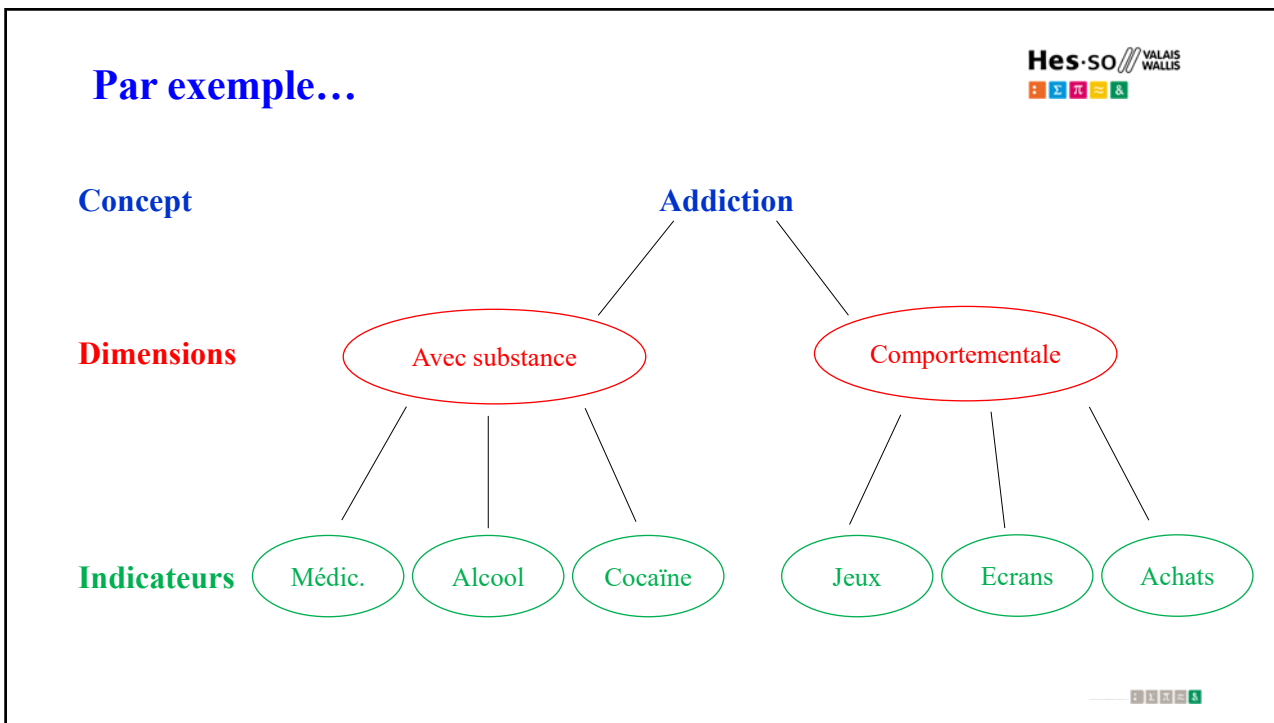 Par exemple…
Hes·so // VALAIS
WALLIS
: Σ π ≈ &
Concept
Addiction
Dimensions
Avec substance
Comportementale
Indicateurs
Médic.
Alcool
Cocaïne
Jeux
Ecrans
Achats
: Σ π ≈ &